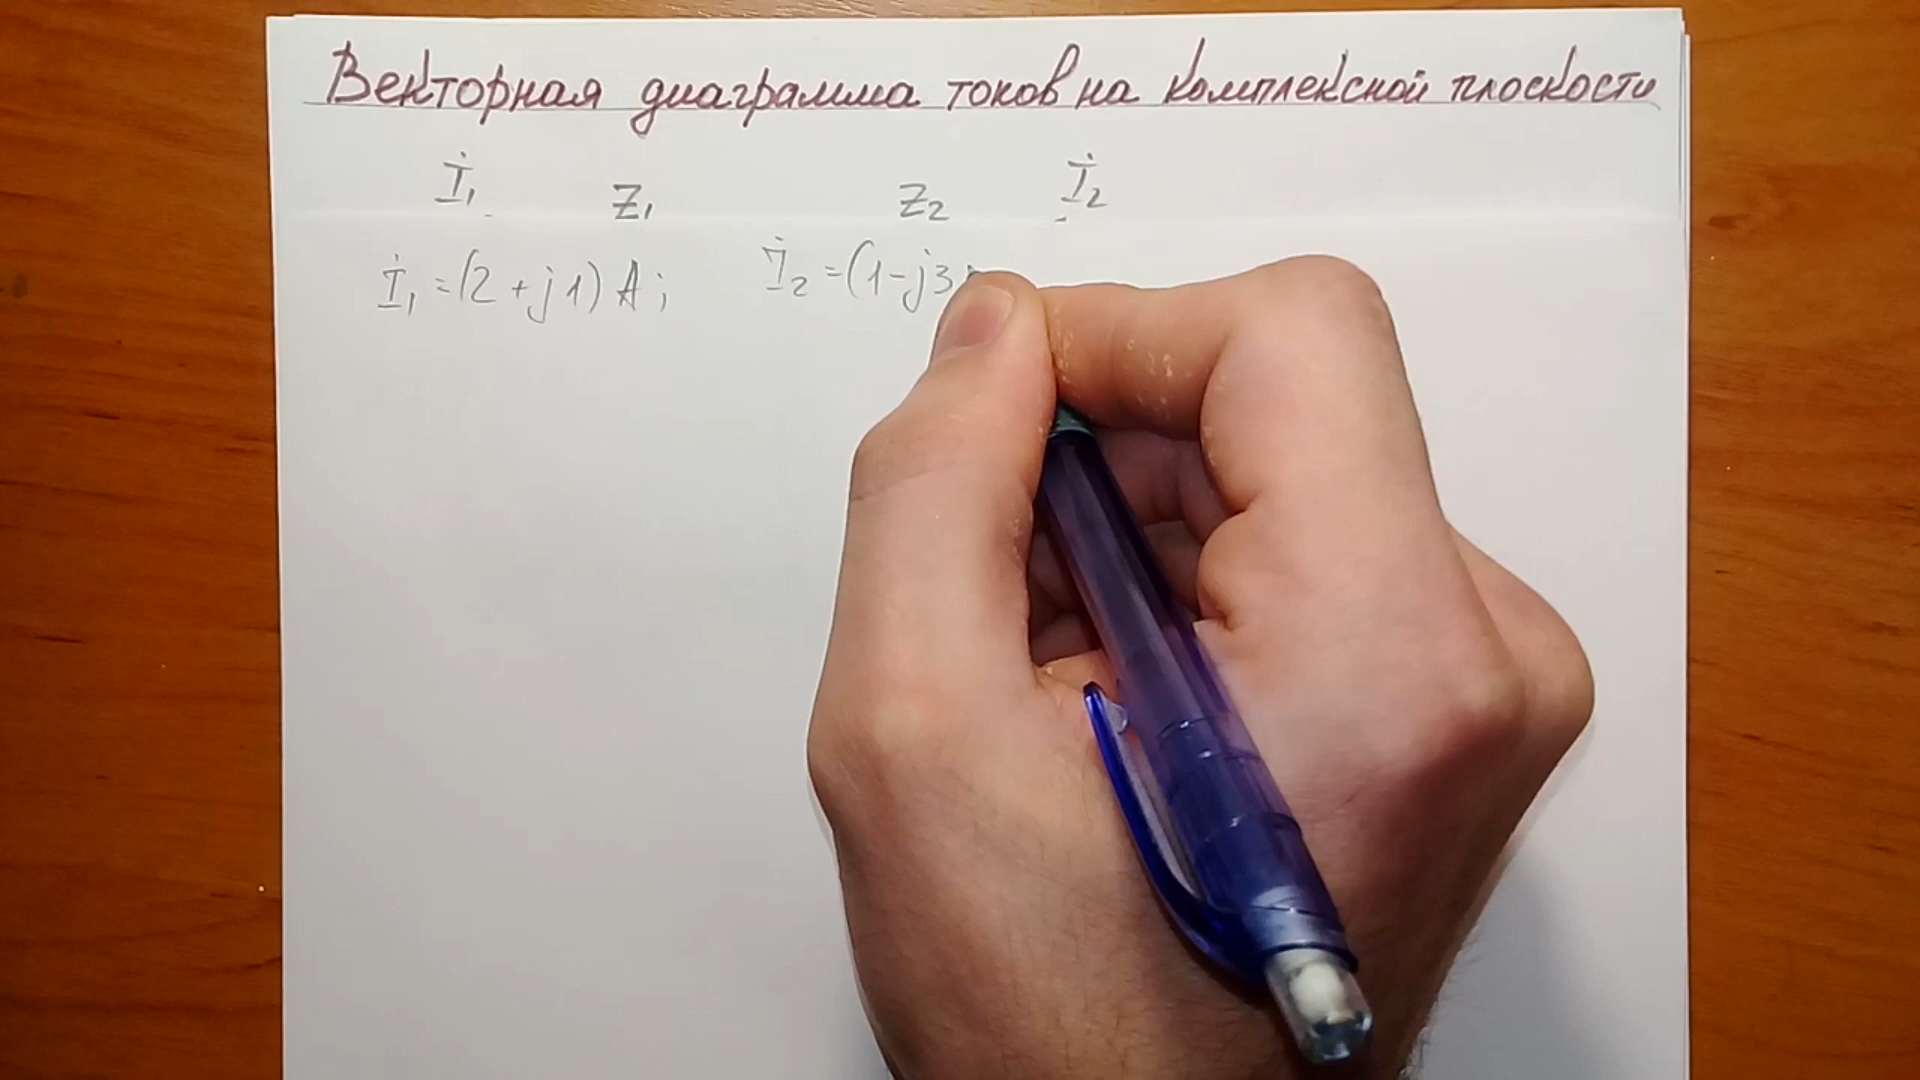 Векторная диаграмма токов на комплексной плоскости
İ₁ Z₁ Z₂ İ₂
İ₁ = (2 + j1) A ; İ₂ = (1 - j3